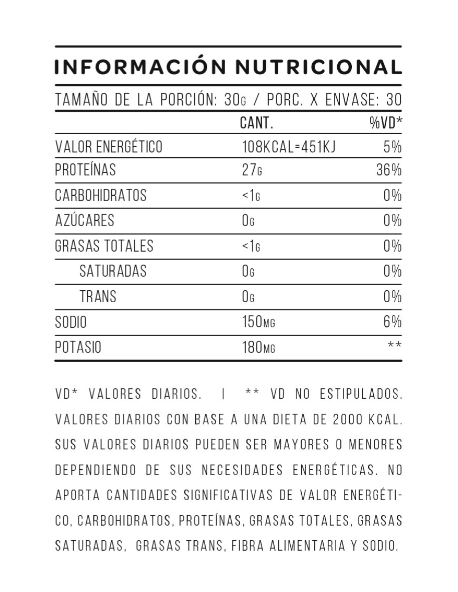 INFORMACIÓN NUTRICIONAL
TAMAÑO DE LA PORCIÓN: 30G / PORC. X ENVASE: 30
CANT. %VD*
VALOR ENERGÉTICO 108KCAL=451KJ 5%
PROTEÍNAS 27G 36%
CARBOHIDRATOS <1G 0%
AZÚCARES 0G 0%
GRASAS TOTALES <1G 0%
SATURADAS 0G 0%
TRANS 0G 0%
SODIO 150MG 6%
POTASIO 180MG **
VD* VALORES DIARIOS. | ** VD NO ESTIPULADOS.
VALORES DIARIOS CON BASE A UNA DIETA DE 2000 KCAL.
SUS VALORES DIARIOS PUEDEN SER MAYORES O MENORES
DEPENDIENDO DE SUS NECESIDADES ENERGÉTICAS. NO
APORTA CANTIDADES SIGNIFICATIVAS DE VALOR ENERGÉTI-
CO, CARBOHIDRATOS, PROTEÍNAS, GRASAS TOTALES, GRASAS
SATURADAS, GRASAS TRANS, FIBRA ALIMENTARIA Y SODIO.